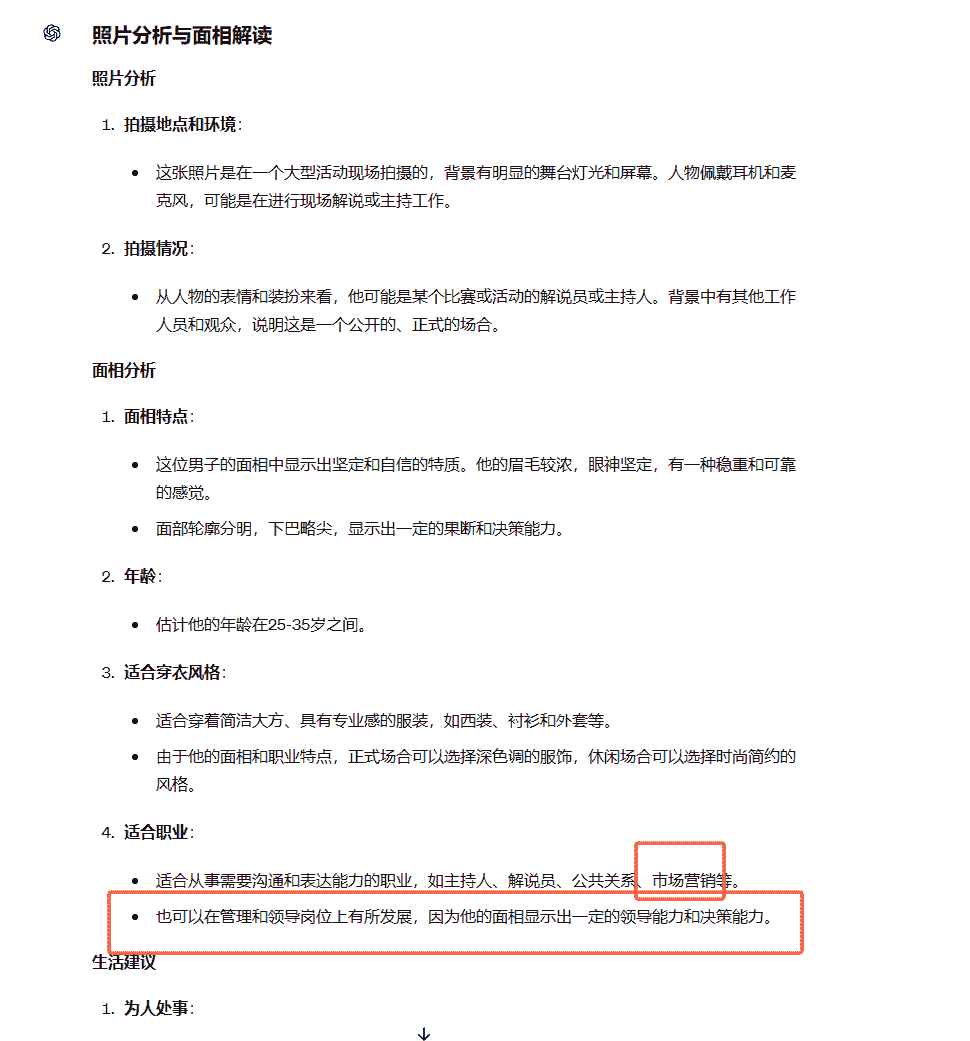 照片分析与面相解读
照片分析
1. 拍摄地点和环境：
• 这张照片是在一个大型活动现场拍摄的，背景有明显的舞台灯光和屏幕。人物佩戴耳机和麦
克风，可能是在进行现场解说或主持工作。
2. 拍摄情况：
• 从人物的表情和装扮来看，他可能是某个比赛或活动的解说员或主持人。背景中有其他工作
人员和观众，说明这是一个公开的、正式的场合。
面相分析
1. 面相特点：
• 这位男子的面相中显示出坚定和自信的特质。他的眉毛较浓，眼神坚定，有一种稳重和可靠
的感觉。
• 面部轮廓分明，下巴略尖，显示出一定的果断和决策能力。
2. 年龄：
• 估计他的年龄在25-35岁之间。
3. 适合穿衣风格：
• 适合穿着简洁大方、具有专业感的服装，如西装、衬衫和外套等。
• 由于他的面相和职业特点，正式场合可以选择深色调的服饰，休闲场合可以选择时尚简约的
风格。
4. 适合职业：
• 适合从事需要沟通和表达能力的职业，如主持人、解说员、公共关系、市场营销等。
• 也可以在管理和领导岗位上有所发展，因为他的面相显示出一定的领导能力和决策能力。
生活建议
1. 为人处事：